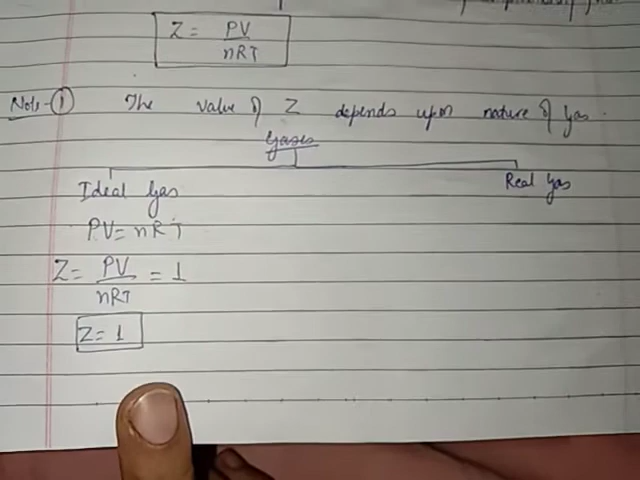 Z = PV
nRT
Note-① The value of Z depends upon nature of gas.
Gases
Ideal gas
Real gas
PV = nRT
Z = PV = 1
nRT
Z = 1